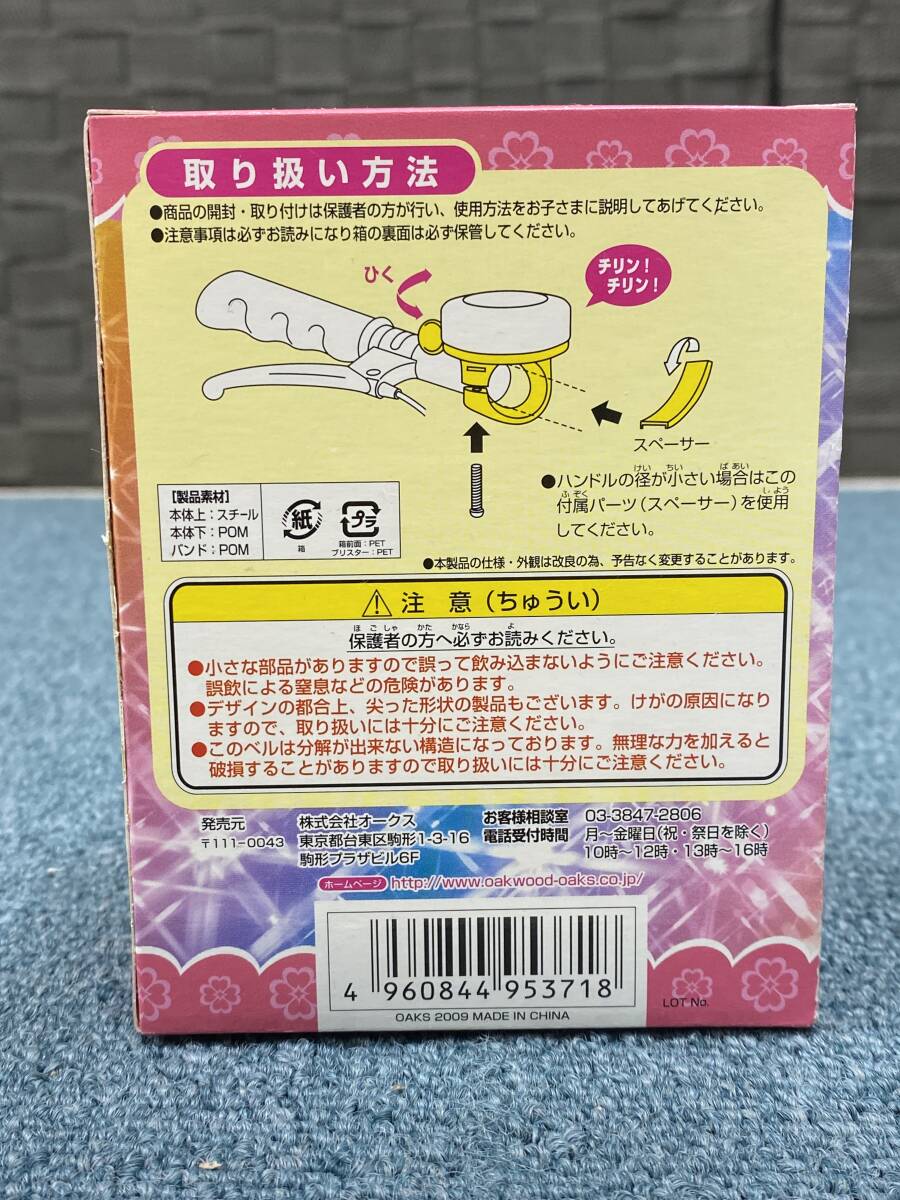 取り扱い方法
●商品の開封・取り付けは保護者の方が行い、使用方法をお子さまに説明してあげてください。
●注意事項は必ずお読みになり箱の裏面は必ず保管してください。
ひく
チリン！
チリン！
スペーサー
けい ちい ばあい
●ハンドルの径が小さい場合はこの
ふぞく しよう
付属パーツ（スペーサー）を使用
してください。
【製品素材】
本体上：スチール
本体下：POM
バンド：POM
紙
箱
プラ
箱前面：PET
ブリスター：PET
●本製品の仕様・外観は改良の為、予告なく変更することがあります。
注 意（ちゅうい）
ほごしゃ かた かなら よ
保護者の方へ必ずお読みください。
●小さな部品がありますので誤って飲み込まないようにご注意ください。
誤飲による窒息などの危険があります。
●デザインの都合上、尖った形状の製品もございます。けがの原因になり
ますので、取り扱いには十分にご注意ください。
●このベルは分解が出来ない構造になっております。無理な力を加えると
破損することがありますので取り扱いには十分にご注意ください。
発売元 株式会社オークス
〒111-0043 東京都台東区駒形1-3-16
駒形プラザビル6F
お客様相談室 03-3847-2806
電話受付時間 月〜金曜日（祝・祭日を除く）
10時〜12時・13時〜16時
ホームページ http://www.oakwood-oaks.co.jp/
4 960844 953718
OAKS 2009 MADE IN CHINA
LOT No.